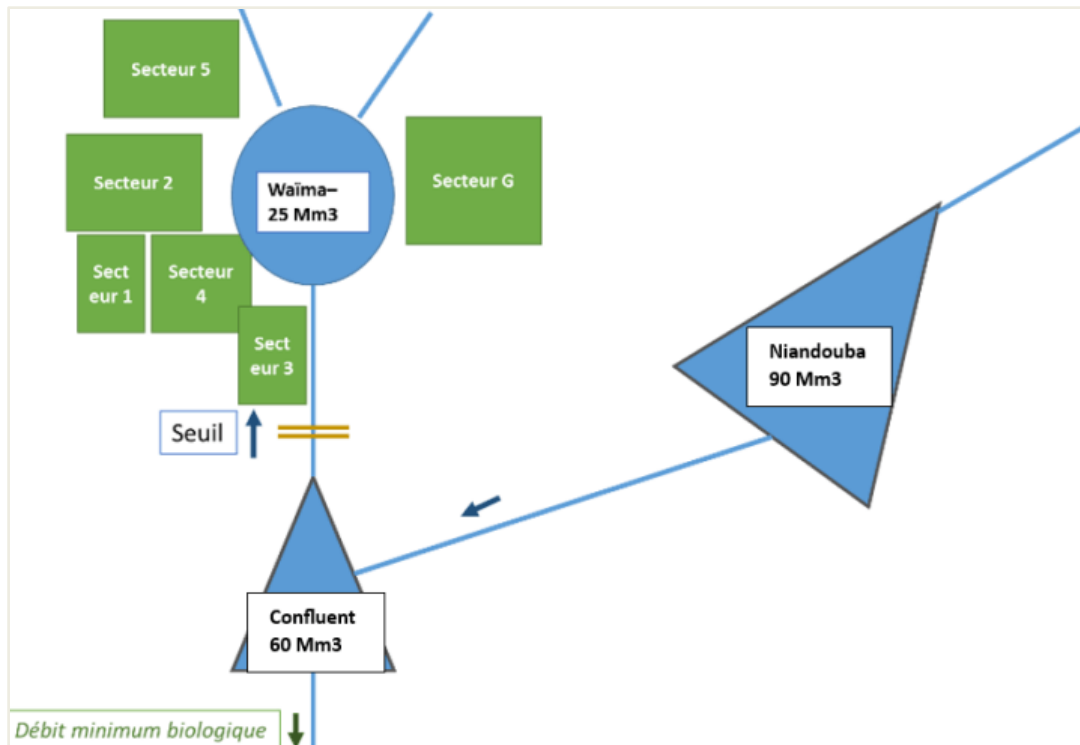 Secteur 5
Secteur 2
Waïma–
25 Mm3
Secteur G
Sect
eur 1
Secteur
4
Sect
eur 3
Niandouba
90 Mm3
Seuil
Confluent
60 Mm3
Débit minimum biologique